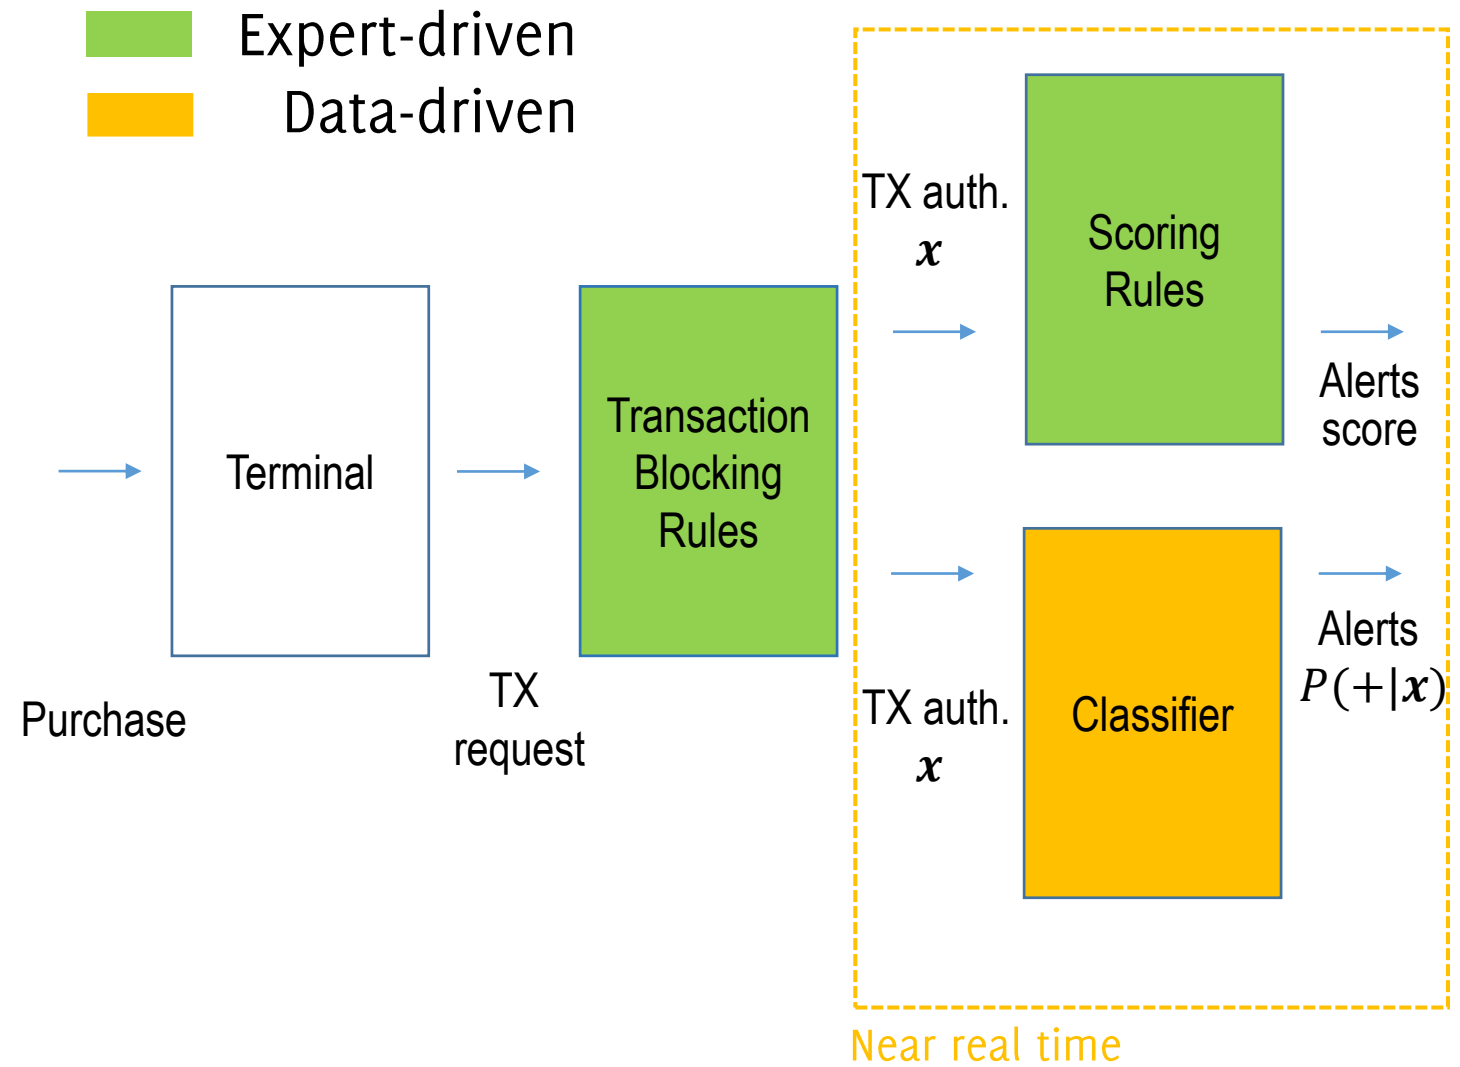 Expert-driven
Data-driven
Purchase
Terminal
TX
request
Transaction
Blocking
Rules
TX auth.
x
Scoring
Rules
Alerts
score
TX auth.
x
Classifier
Alerts
P(+|x)
Near real time